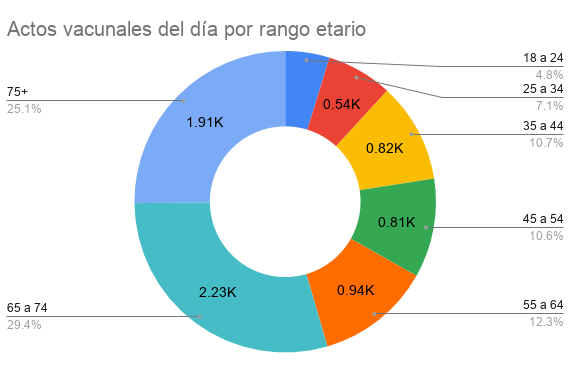 Actos vacunales del día por rango etario
18 a 24
4.8%
25 a 34
7.1%
35 a 44
10.7%
45 a 54
10.6%
55 a 64
12.3%
65 a 74
29.4%
75+
25.1%
0.54K
0.82K
0.81K
0.94K
2.23K
1.91K